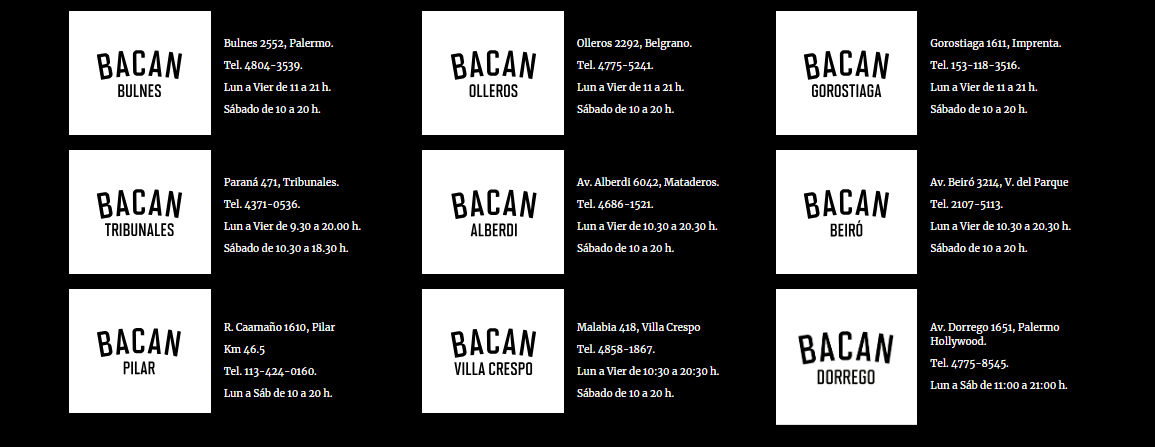 BACAN
BULNES
Bulnes 2552, Palermo.
Tel. 4804-3539.
Lun a Vier de 11 a 21 h.
Sábado de 10 a 20 h.
BACAN
OLLEROS
Olleros 2292, Belgrano.
Tel. 4775-5241.
Lun a Vier de 11 a 21 h.
Sábado de 10 a 20 h.
BACAN
GOROSTIAGA
Gorostiaga 1611, Imprenta.
Tel. 153-118-3516.
Lun a Vier de 11 a 21 h.
Sábado de 10 a 20 h.
BACAN
TRIBUNALES
Paraná 471, Tribunales.
Tel. 4371-0536.
Lun a Vier de 9.30 a 20.00 h.
Sábado de 10.30 a 18.30 h.
BACAN
ALBERDI
Av. Alberdi 6042, Mataderos.
Tel. 4686-1521.
Lun a Vier de 10.30 a 20.30 h.
Sábado de 10 a 20 h.
BACAN
BEIRÓ
Av. Beiró 3214, V. del Parque
Tel. 2107-5113.
Lun a Vier de 10.30 a 20.30 h.
Sábado de 10 a 20 h.
BACAN
PILAR
R. Caamaño 1610, Pilar
Km 46.5
Tel. 113-424-0160.
Lun a Sáb de 10 a 20 h.
BACAN
VILLA CRESPO
Malabia 418, Villa Crespo
Tel. 4858-1867.
Lun a Vier de 10:30 a 20:30 h.
Sábado de 10 a 20 h.
BACAN
DORREGO
Av. Dorrego 1651, Palermo
Hollywood.
Tel. 4775-8545.
Lun a Sáb de 11:00 a 21:00 h.